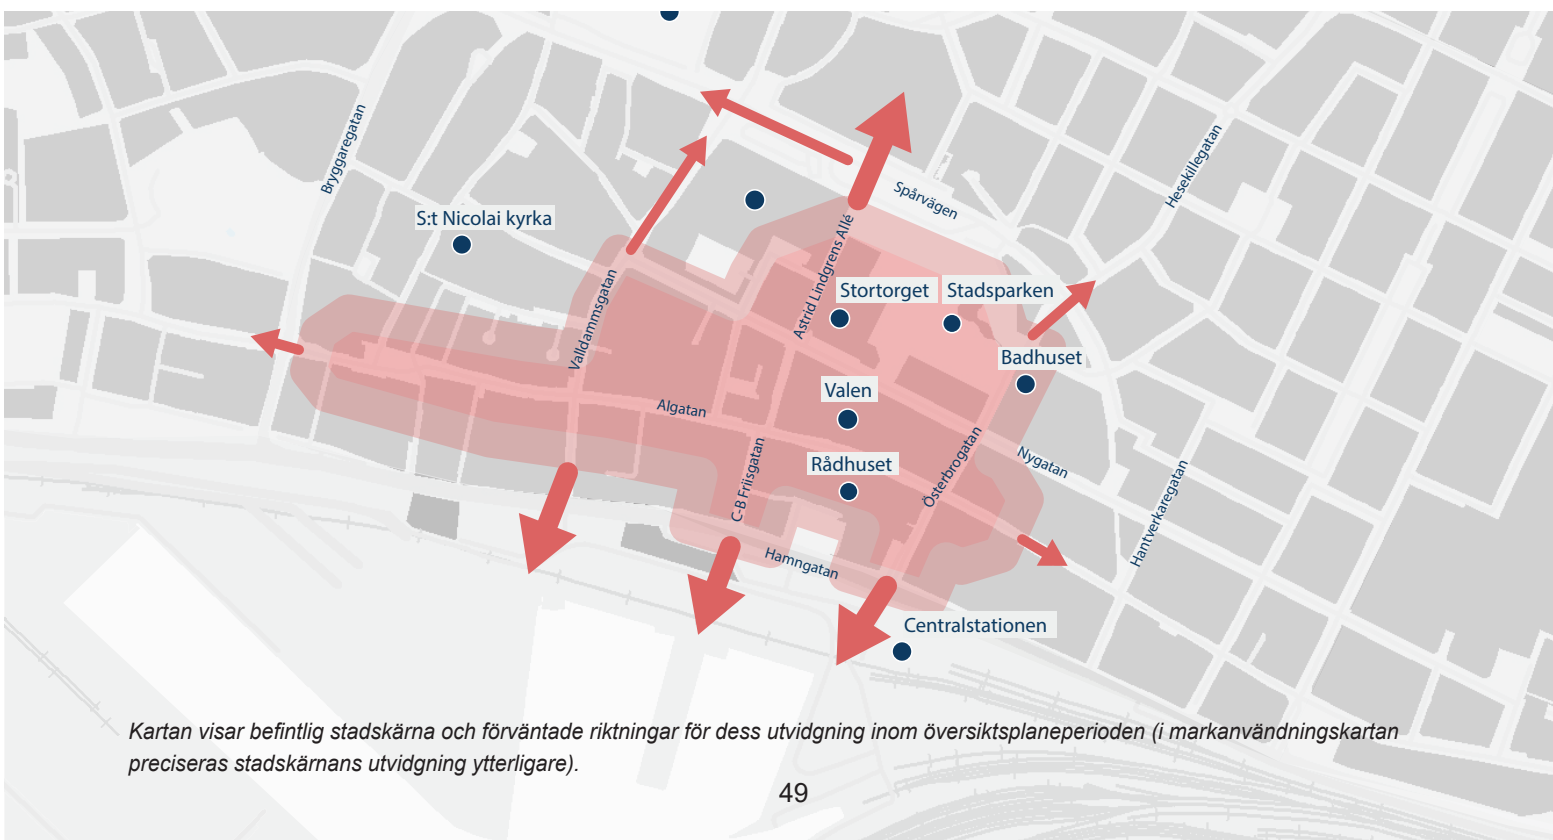 Bryggaregatan
S:t Nicolai kyrka
Valldammsgatan
Spårvägen
Hesekillegatan
Astrid Lindgrens Allé
Stortorget
Stadsparken
Badhuset
Valen
Algatan
Rådhuset
C-B Friisgatan
Österbrogatan
Nygatan
Hantverkaregatan
Hamngatan
Centralstationen
Kartan visar befintlig stadskärna och förväntade riktningar för dess utvidgning inom översiktsplaneperioden (i markanvändningskartan
preciseras stadskärnans utvidgning ytterligare).
49